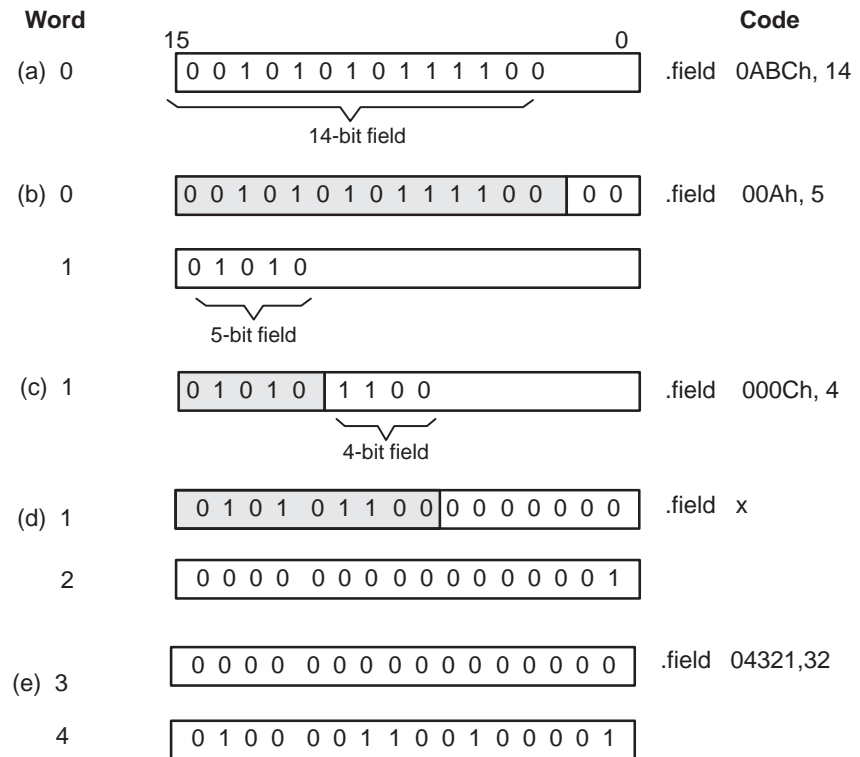 Word Code
15 0
(a) 0 0 0 1 0 1 0 1 0 1 1 1 1 0 0 .field 0ABCh, 14
14-bit field
(b) 0 0 0 1 0 1 0 1 0 1 1 1 1 0 0 0 0 .field 00Ah, 5
1 0 1 0 1 0
5-bit field
(c) 1 0 1 0 1 0 1 1 0 0 .field 000Ch, 4
4-bit field
(d) 1 0 1 0 1 0 1 1 0 0 0 0 0 0 0 0 0 .field x
2 0 0 0 0 0 0 0 0 0 0 0 0 0 0 0 1
(e) 3 0 0 0 0 0 0 0 0 0 0 0 0 0 0 0 0 .field 04321,32
4 0 1 0 0 0 0 1 1 0 0 1 0 0 0 0 1